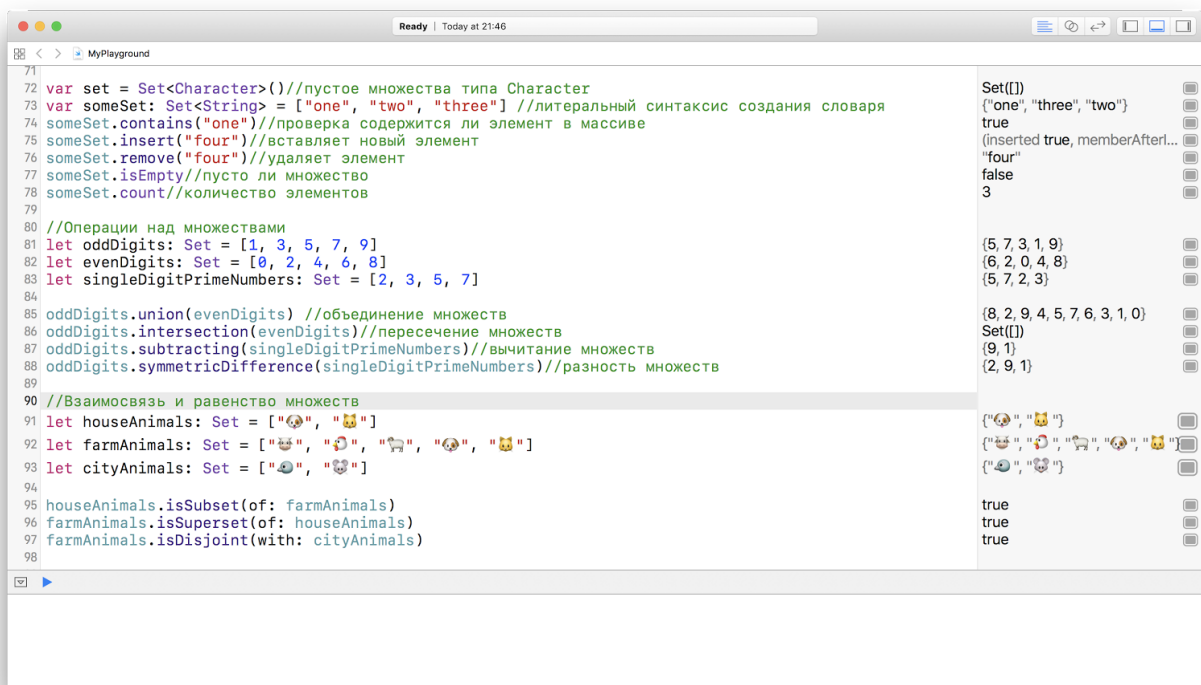 Ready | Today at 21:46
MyPlayground
71
72 var set = Set<Character>()//пустое множества типа Character Set([])
73 var someSet: Set<String> = ["one", "two", "three"] //литеральный синтаксис создания словаря {"one", "three", "two"}
74 someSet.contains("one")//проверка содержится ли элемент в массиве true
75 someSet.insert("four")//вставляет новый элемент (inserted true, memberAfterI...
76 someSet.remove("four")//удаляет элемент "four"
77 someSet.isEmpty//пусто ли множество false
78 someSet.count//количество элементов 3
79
80 //Операции над множествами
81 let oddDigits: Set = [1, 3, 5, 7, 9] {5, 7, 3, 1, 9}
82 let evenDigits: Set = [0, 2, 4, 6, 8] {6, 2, 0, 4, 8}
83 let singleDigitPrimeNumbers: Set = [2, 3, 5, 7] {5, 7, 2, 3}
84
85 oddDigits.union(evenDigits) //объединение множеств {8, 2, 9, 4, 5, 7, 6, 3, 1, 0}
86 oddDigits.intersection(evenDigits)//пересечение множеств Set([])
87 oddDigits.subtracting(singleDigitPrimeNumbers)//вычитание множеств {9, 1}
88 oddDigits.symmetricDifference(singleDigitPrimeNumbers)//разность множеств {2, 9, 1}
89
90 //Взаимосвязь и равенство множеств
91 let houseAnimals: Set = ["🐶", "🐱"] {"🐶", "🐱"}
92 let farmAnimals: Set = ["🐮", "🐔", "🐑", "🐶", "🐱"] {"🐮", "🐔", "🐑", "🐶", "🐱"}
93 let cityAnimals: Set = ["🐦", "🐭"] {"🐦", "🐭"}
94
95 houseAnimals.isSubset(of: farmAnimals) true
96 farmAnimals.isSuperset(of: houseAnimals) true
97 farmAnimals.isDisjoint(with: cityAnimals) true
98